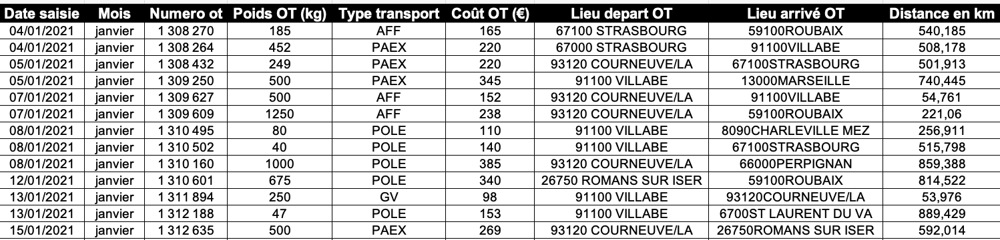 Date saisie Mois Numero ot Poids OT (kg) Type transport Coût OT (€) Lieu depart OT Lieu arrivé OT Distance en km
04/01/2021 janvier 1 308 270 185 AFF 165 67100 STRASBOURG 59100ROUBAIX 540,185
04/01/2021 janvier 1 308 264 452 PAEX 220 67000 STRASBOURG 91100VILLABE 508,178
05/01/2021 janvier 1 308 432 249 PAEX 220 93120 COURNEUVE/LA 67100STRASBOURG 501,913
05/01/2021 janvier 1 309 250 500 PAEX 345 91100 VILLABE 13000MARSEILLE 740,445
07/01/2021 janvier 1 309 627 500 AFF 152 93120 COURNEUVE/LA 91100VILLABE 54,761
07/01/2021 janvier 1 309 609 1250 AFF 238 93120 COURNEUVE/LA 59100ROUBAIX 221,06
08/01/2021 janvier 1 310 495 80 POLE 110 91100 VILLABE 8090CHARLEVILLE MEZ 256,911
08/01/2021 janvier 1 310 502 40 POLE 140 91100 VILLABE 67100STRASBOURG 515,798
08/01/2021 janvier 1 310 160 1000 POLE 385 93120 COURNEUVE/LA 66000PERPIGNAN 859,388
12/01/2021 janvier 1 310 601 675 POLE 340 26750 ROMANS SUR ISER 59100ROUBAIX 814,522
13/01/2021 janvier 1 311 894 250 GV 98 91100 VILLABE 93120COURNEUVE/LA 53,976
13/01/2021 janvier 1 312 188 47 POLE 153 91100 VILLABE 6700ST LAURENT DU VA 889,429
15/01/2021 janvier 1 312 635 500 PAEX 269 93120 COURNEUVE/LA 26750ROMANS SUR ISER 592,014